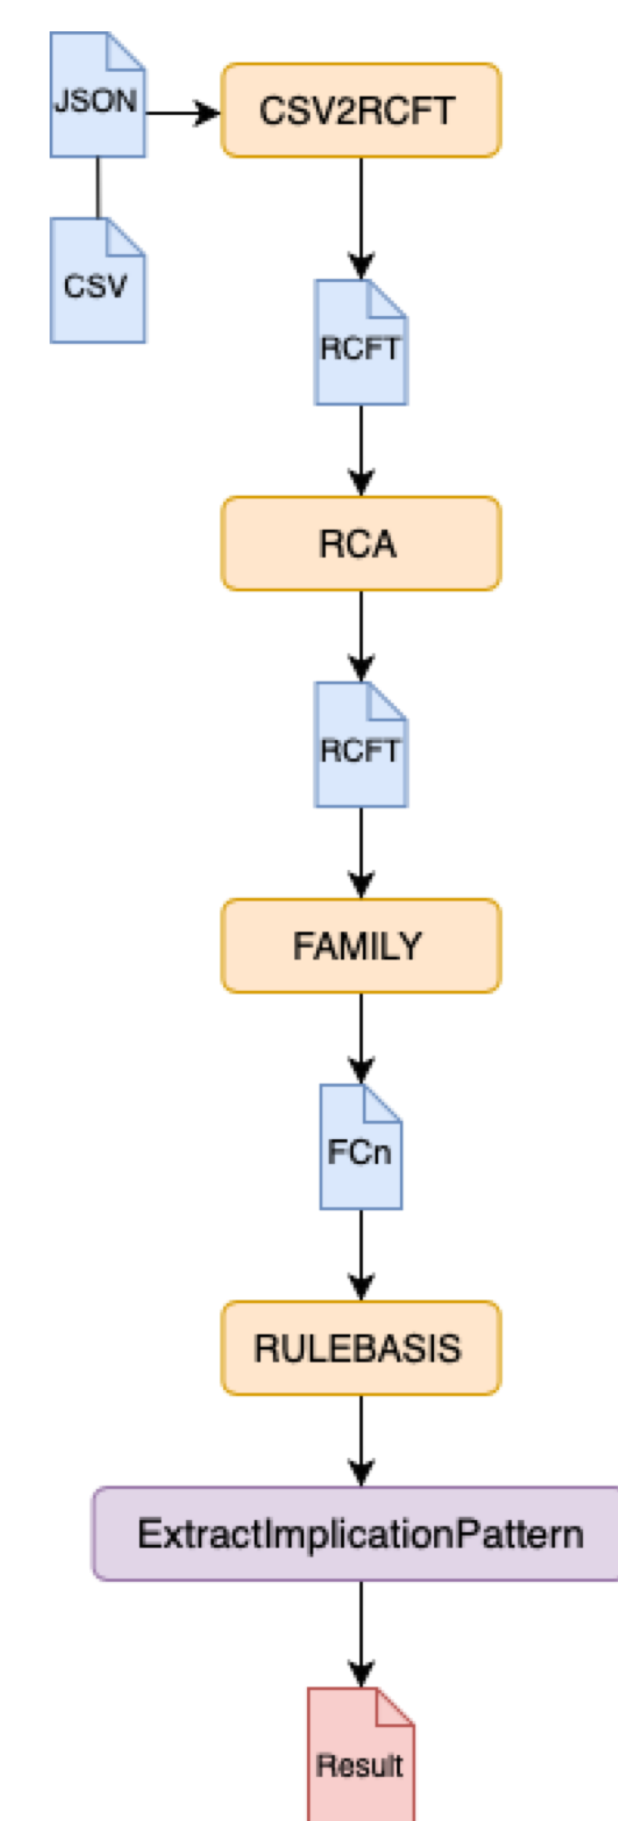 JSON
CSV2RCFT
CSV
RCFT
RCA
RCFT
FAMILY
FCn
RULEBASIS
ExtractImplicationPattern
Result